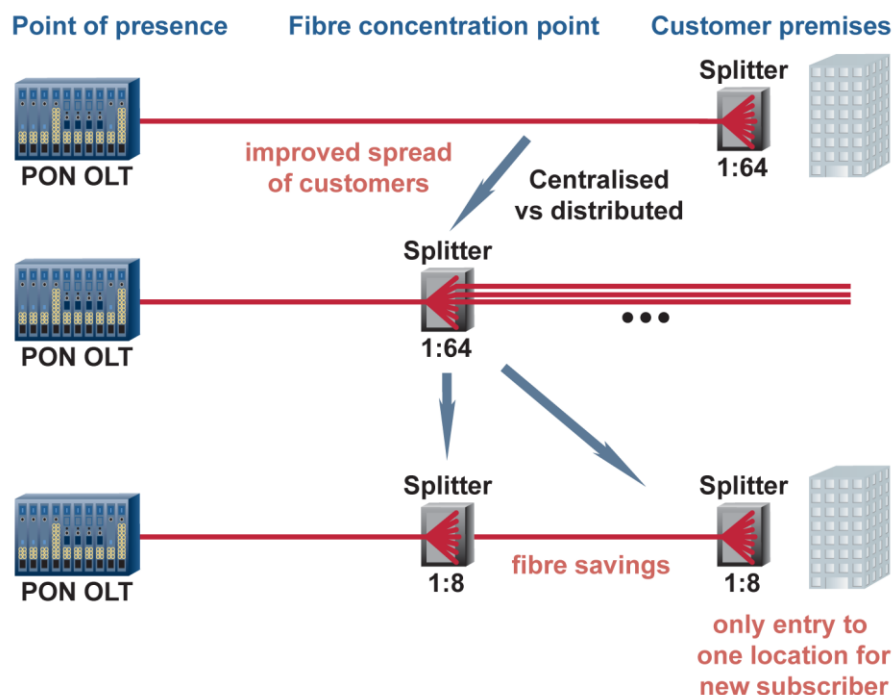 Point of presence
Fibre concentration point
Customer premises
Splitter
improved spread
of customers
1:64
PON OLT
Centralised
vs distributed
Splitter
PON OLT
1:64
Splitter
Splitter
PON OLT
1:8
fibre savings
1:8
only entry to
one location for
new subscriber